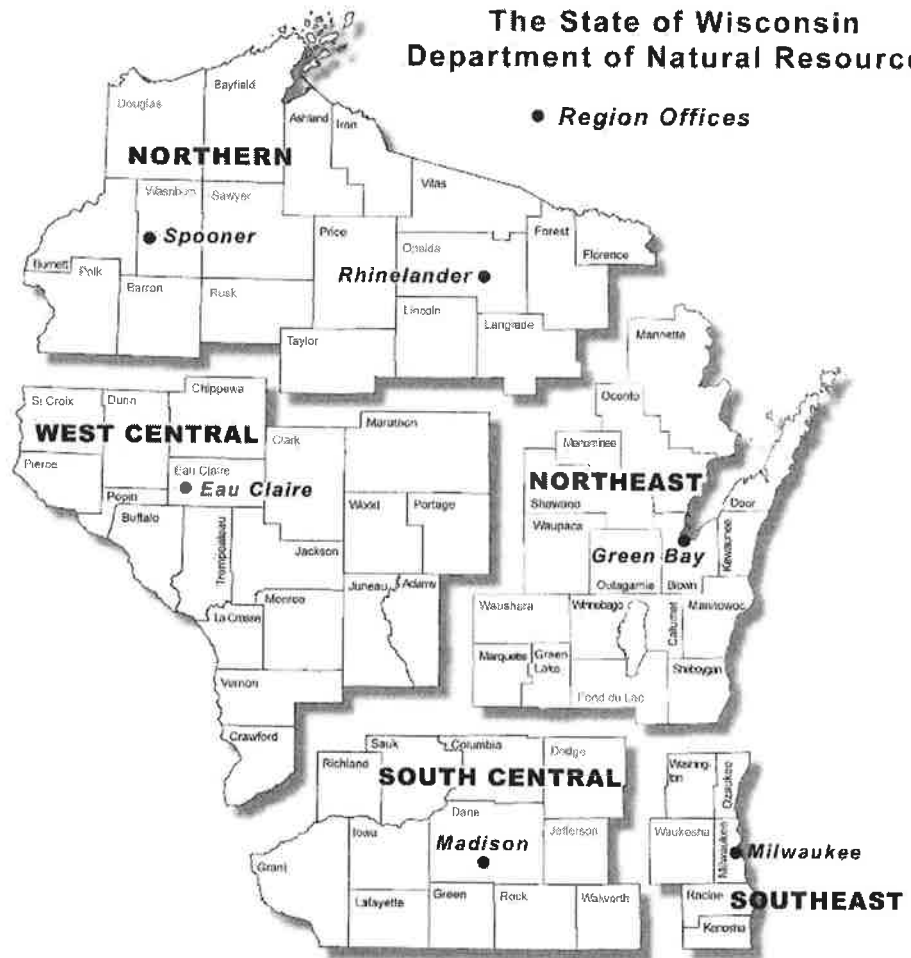 The State of Wisconsin
Department of Natural Resourc
● Region Offices
Douglas
Bayfield
Ashland
Iron
NORTHERN
Vilas
Washburn
Sawyer
Spooner
Price
Oneida
Forest
Florence
Rhinelander
Burnett
Polk
Barron
Rusk
Lincoln
Langlade
Taylor
Marinette
Chippewa
St Croix
Dunn
Oconto
Marathon
WEST CENTRAL
Clark
Menominee
Pierce
Eau Claire
Eau Claire
NORTHEAST
Pepin
Buffalo
Wood
Portage
Shawano
Door
Waupaca
Trempealeau
Jackson
Green Bay
Kewaunee
Juneau
Adams
Outagamie
Brown
Monroe
La Crosse
Waushara
Winnebago
Calumet
Manitowoc
Marquette
Green
Lake
Sheboygan
Vernon
Fond du Lac
Crawford
Sauk
Columbia
Dodge
Richland
SOUTH CENTRAL
Washing-
ton
Ozaukee
Dane
Iowa
Madison
Jefferson
Waukesha
Milwaukee
Milwaukee
Grant
Lafayette
Green
Rock
Walworth
Racine
SOUTHEAST
Kenosha